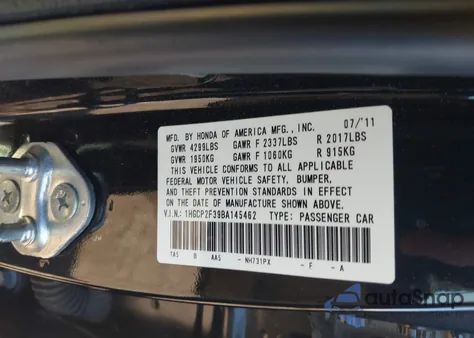 MFD. BY HONDA OF AMERICA MFG., INC. 07/'11
GVWR 4299LBS GAWR F 2337LBS R 2017LBS
GVWR 1950KG GAWR F 1060KG R 915KG
THIS VEHICLE CONFORMS TO ALL APPLICABLE
FEDERAL MOTOR VEHICLE SAFETY, BUMPER,
AND THEFT PREVENTION STANDARDS IN EFFECT
ON THE DATE OF MANUFACTURE SHOWN ABOVE.
V.I.N.: 1HGCP2F39BA145462 TYPE: PASSENGER CAR
TA5 B AA5 - NH731PX - E - A
autoSnap